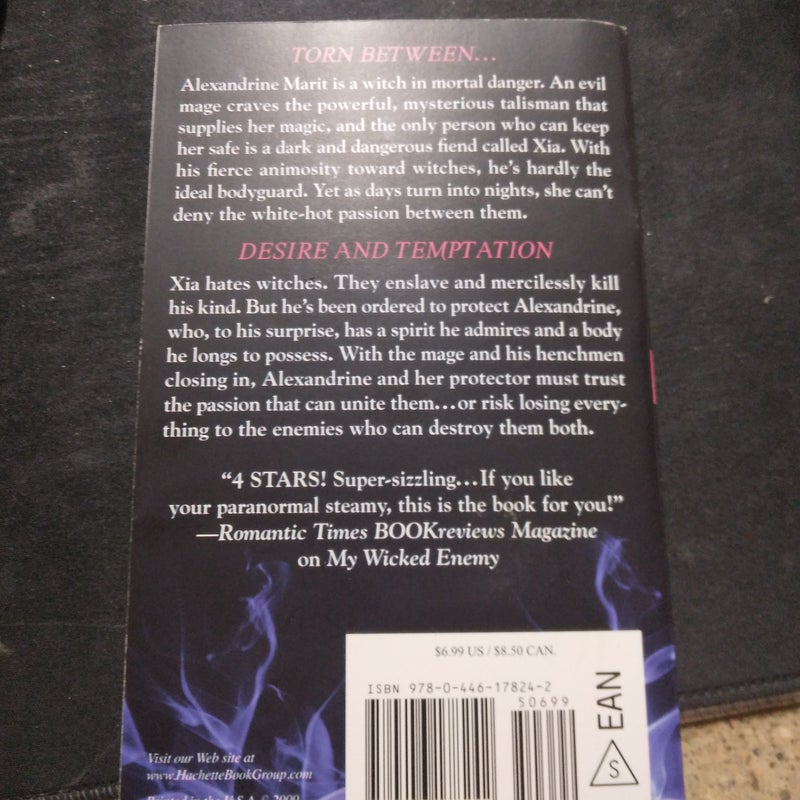 TORN BETWEEN...
Alexandrine Marit is a witch in mortal danger. An evil
mage craves the powerful, mysterious talisman that
supplies her magic, and the only person who can keep
her safe is a dark and dangerous fiend called Xia. With
his fierce animosity toward witches, he's hardly the
ideal bodyguard. Yet as days turn into nights, she can't
deny the white-hot passion between them.
DESIRE AND TEMPTATION
Xia hates witches. They enslave and mercilessly kill
his kind. But he's been ordered to protect Alexandrine,
who, to his surprise, has a spirit he admires and a body
he longs to possess. With the mage and his henchmen
closing in, Alexandrine and her protector must trust
the passion that can unite them...or risk losing every-
thing to the enemies who can destroy them both.
"4 STARS! Super-sizzling...If you like
your paranormal steamy, this is the book for you!"
—Romantic Times BOOKreviews Magazine
on My Wicked Enemy
$6.99 US / $8.50 CAN.
ISBN 978-0-446-17824-2
50699
EAN
S
Visit our Web site at
www.HachetteBookGroup.com
Printed in the U.S.A. © 2009